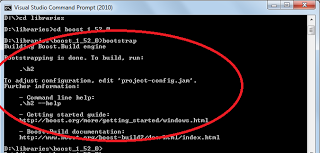 Visual Studio Command Prompt (2010)
D:\>cd libraries
D:\libraries>cd boost_1_52_0
D:\libraries\boost_1_52_0>bootstrap
Building Boost.Build engine
Bootstrapping is done. To build, run:
.\b2
To adjust configuration, edit 'project-config.jam'.
Further information:
- Command line help:
.\b2 --help
- Getting started guide:
http://boost.org/more/getting_started/windows.html
- Boost.Build documentation:
http://www.boost.org/boost-build2/doc/html/index.html
D:\libraries\boost_1_52_0>